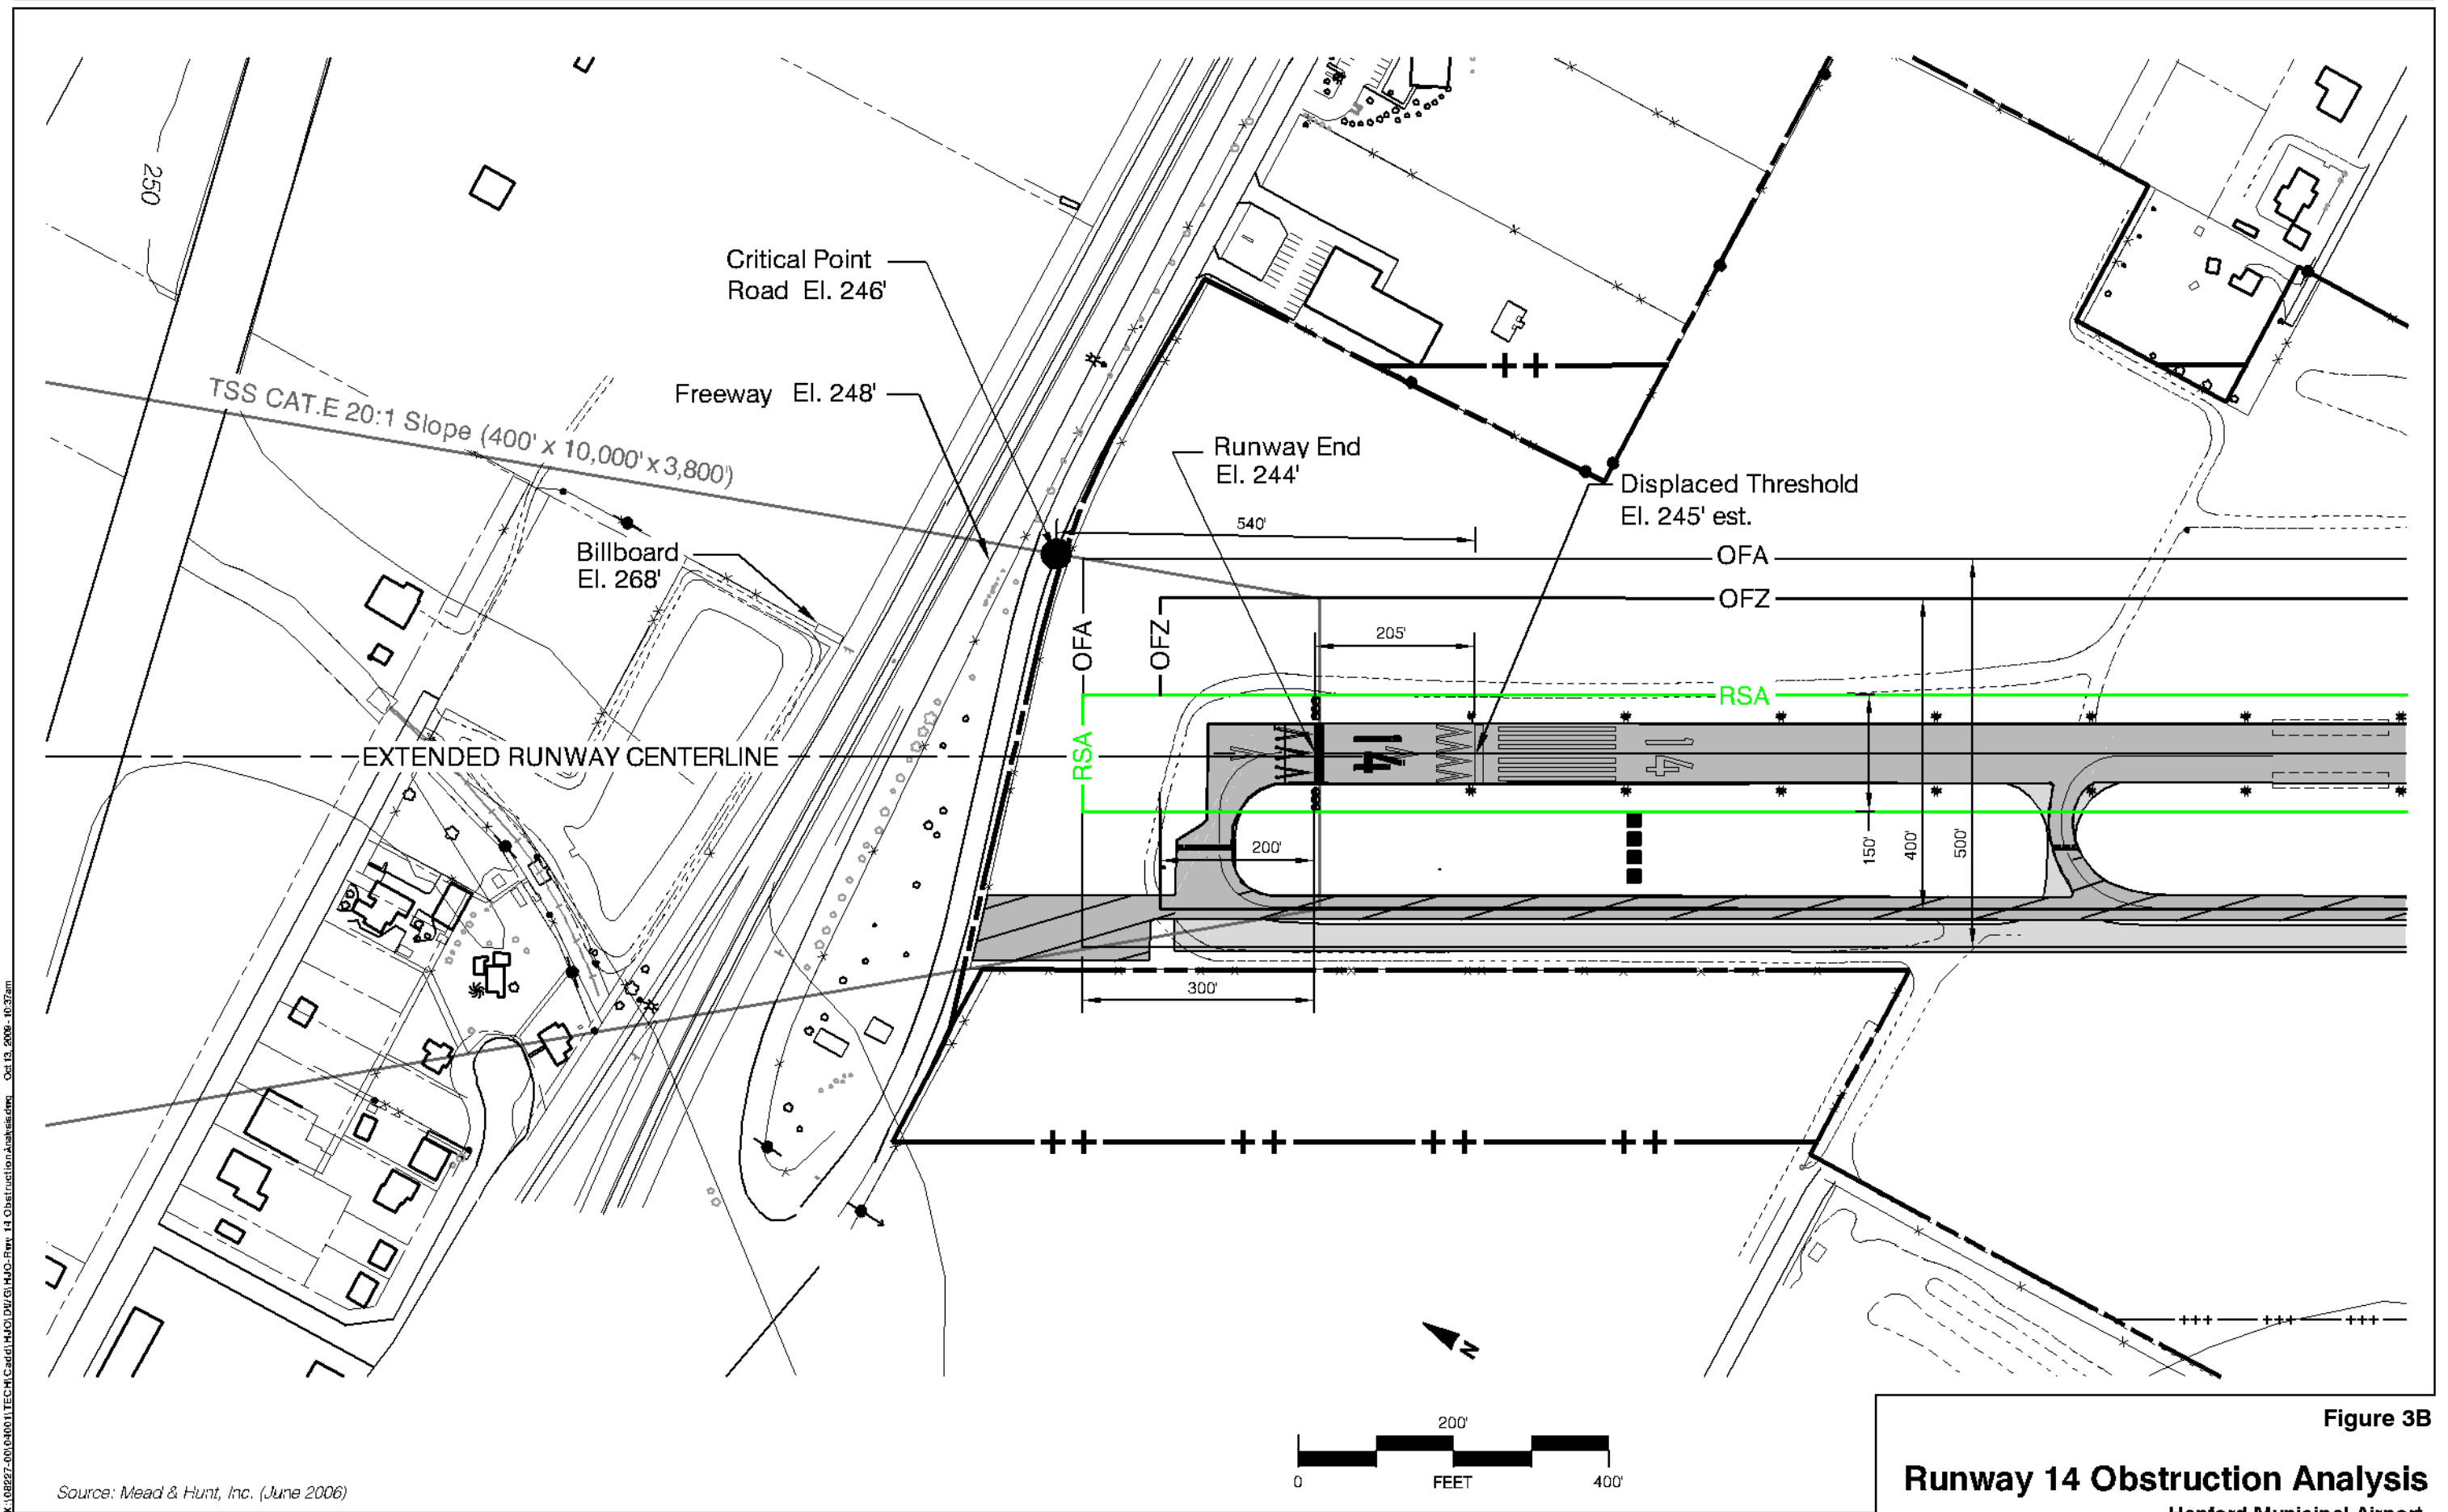 250
Critical Point
Road El. 246'
Freeway El. 248'
TSS CAT.E 20:1 Slope (400' x 10,000' x 3,800')
Runway End
El. 244'
Displaced Threshold
El. 245' est.
540'
Billboard
El. 268'
OFA
OFZ
OFA
OFZ
205'
RSA
RSA
EXTENDED RUNWAY CENTERLINE
14
14
200'
150'
400'
500'
300'
N
200'
0
FEET
400'
Source: Mead & Hunt, Inc. (June 2006)
Figure 3B
Runway 14 Obstruction Analysis
Hanford Municipal Airport